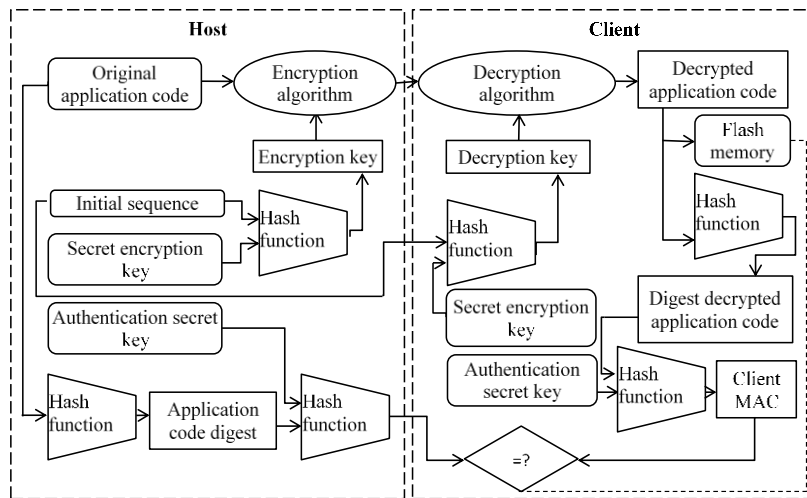 Host
Client
Original
application code
Encryption
algorithm
Decryption
algorithm
Decrypted
application code
Flash
memory
Encryption key
Decryption key
Initial sequence
Hash
function
Secret encryption
key
Hash
function
Hash
function
Secret encryption
key
Digest decrypted
application code
Authentication secret
key
Authentication
secret key
Hash
function
Client
MAC
Hash
function
Application
code digest
Hash
function
=?